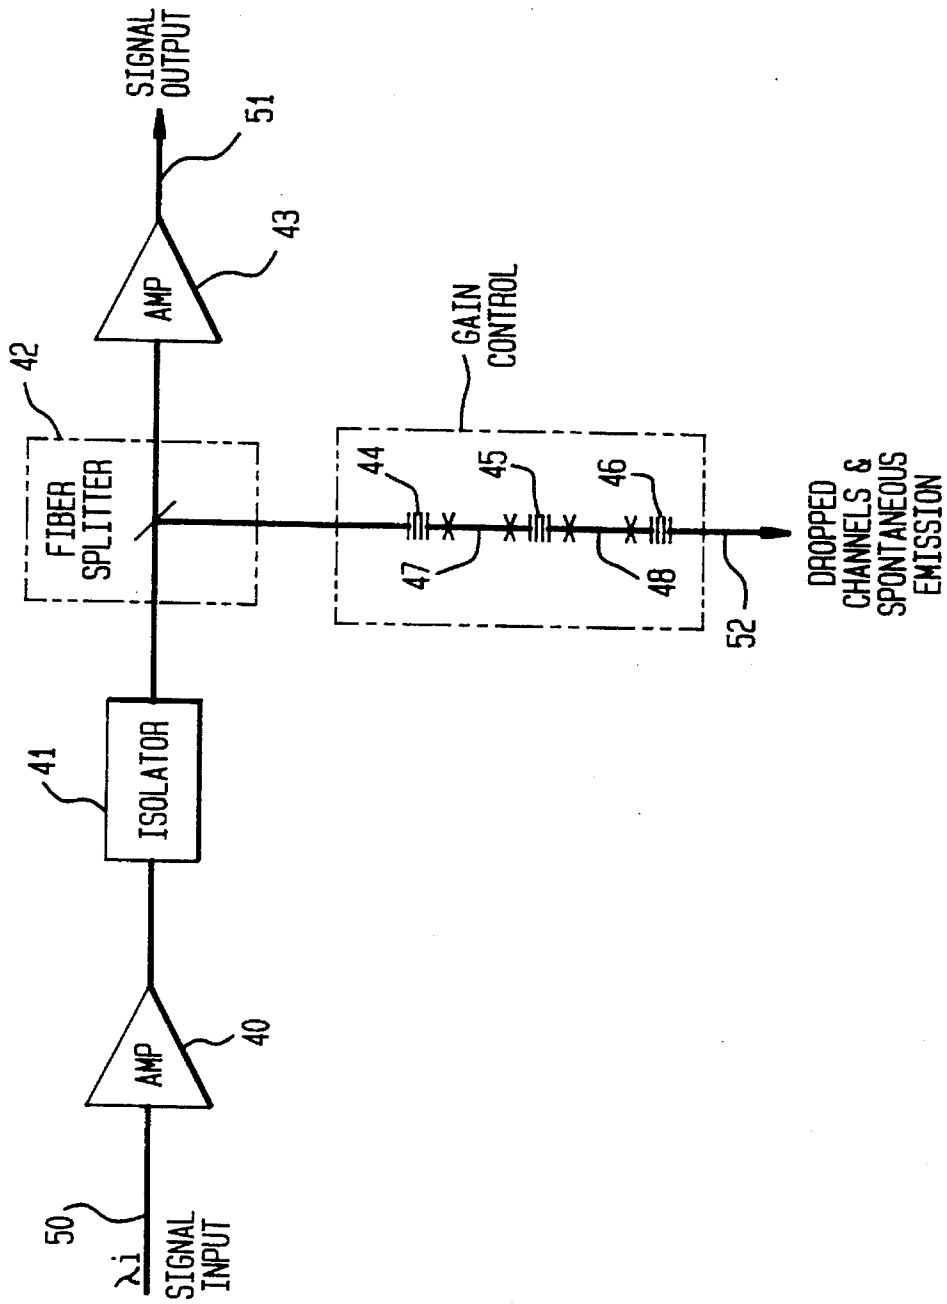 λi
50
SIGNAL
INPUT
AMP
40
41
ISOLATOR
42
FIBER
SPLITTER
AMP
43
51
SIGNAL
OUTPUT
GAIN
CONTROL
44
45
46
47
48
52
DROPPED
CHANNELS &
SPONTANEOUS
EMISSION